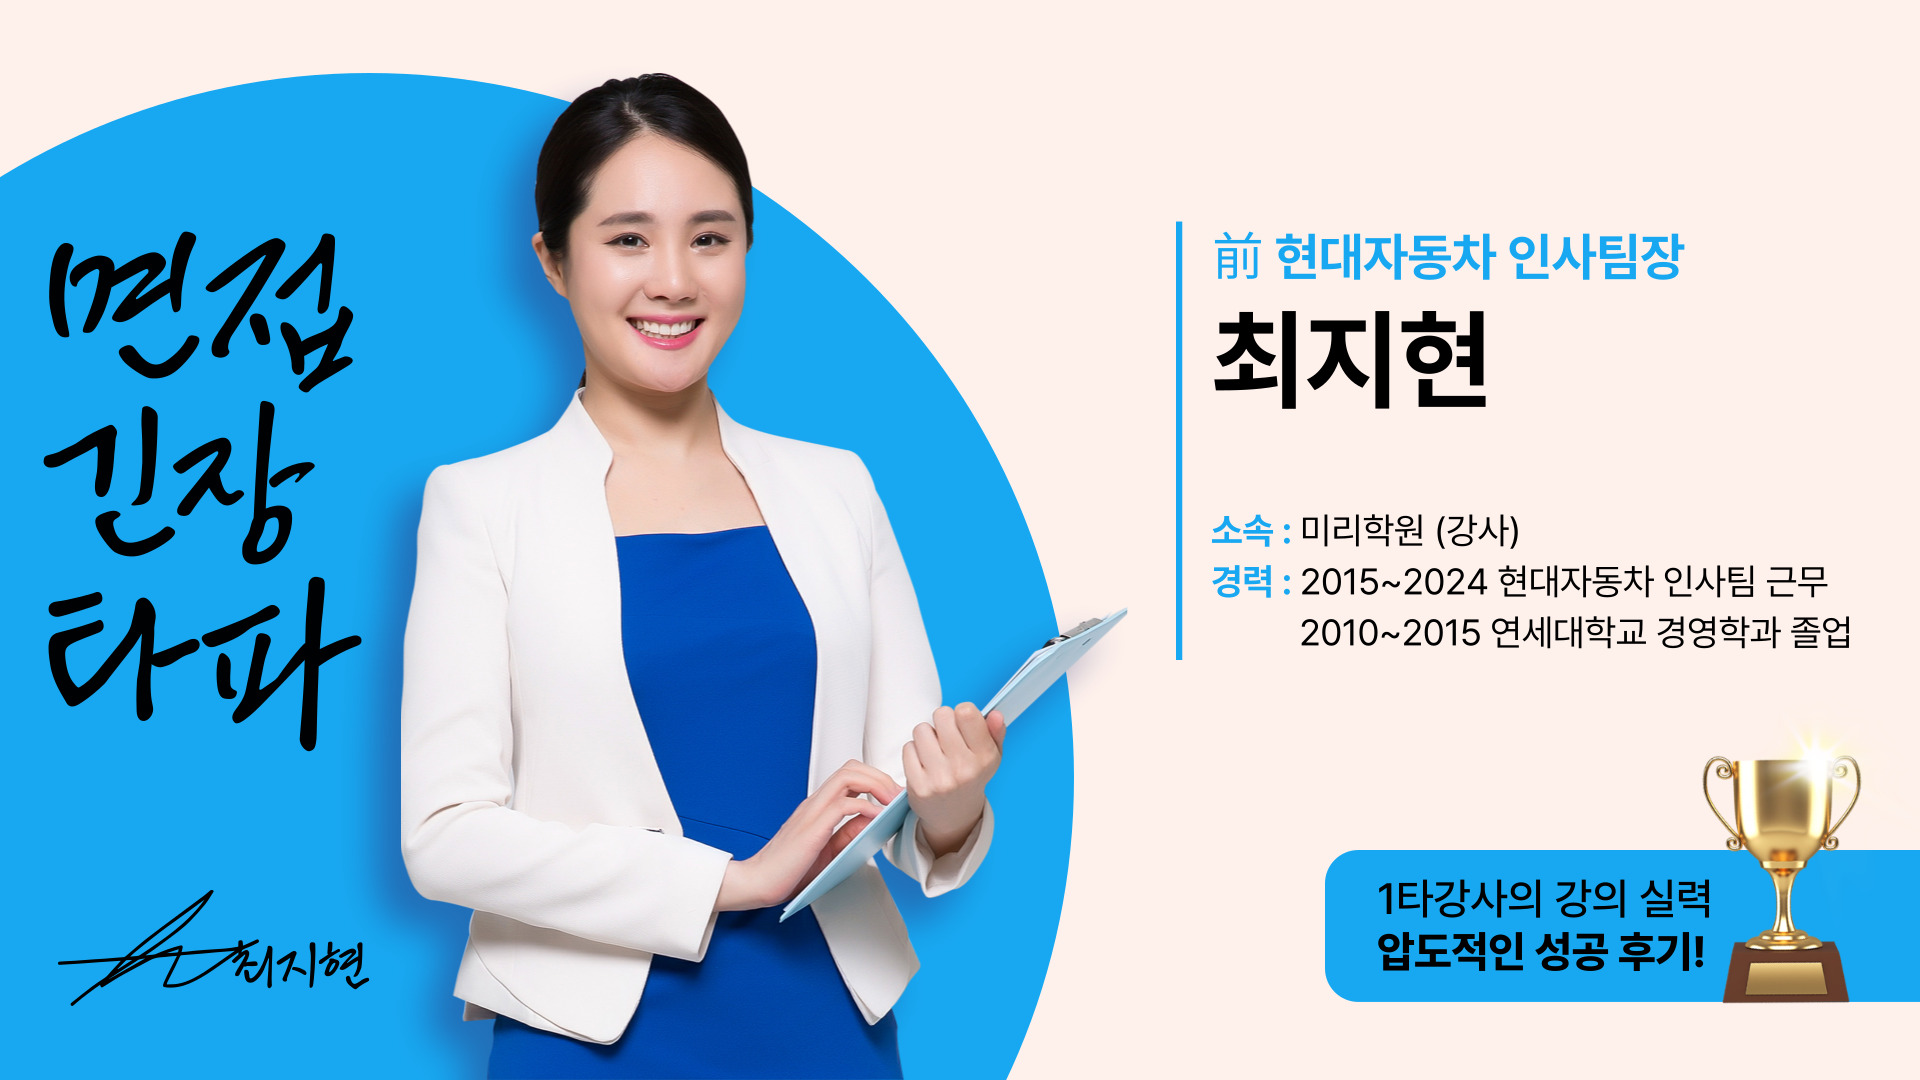 면접
긴장
타파
최지현
前 현대자동차 인사팀장
최지현
소속 : 미리학원 (강사)
경력 : 2015~2024 현대자동차 인사팀 근무
2010~2015 연세대학교 경영학과 졸업
1타강사의 강의 실력
압도적인 성공 후기!